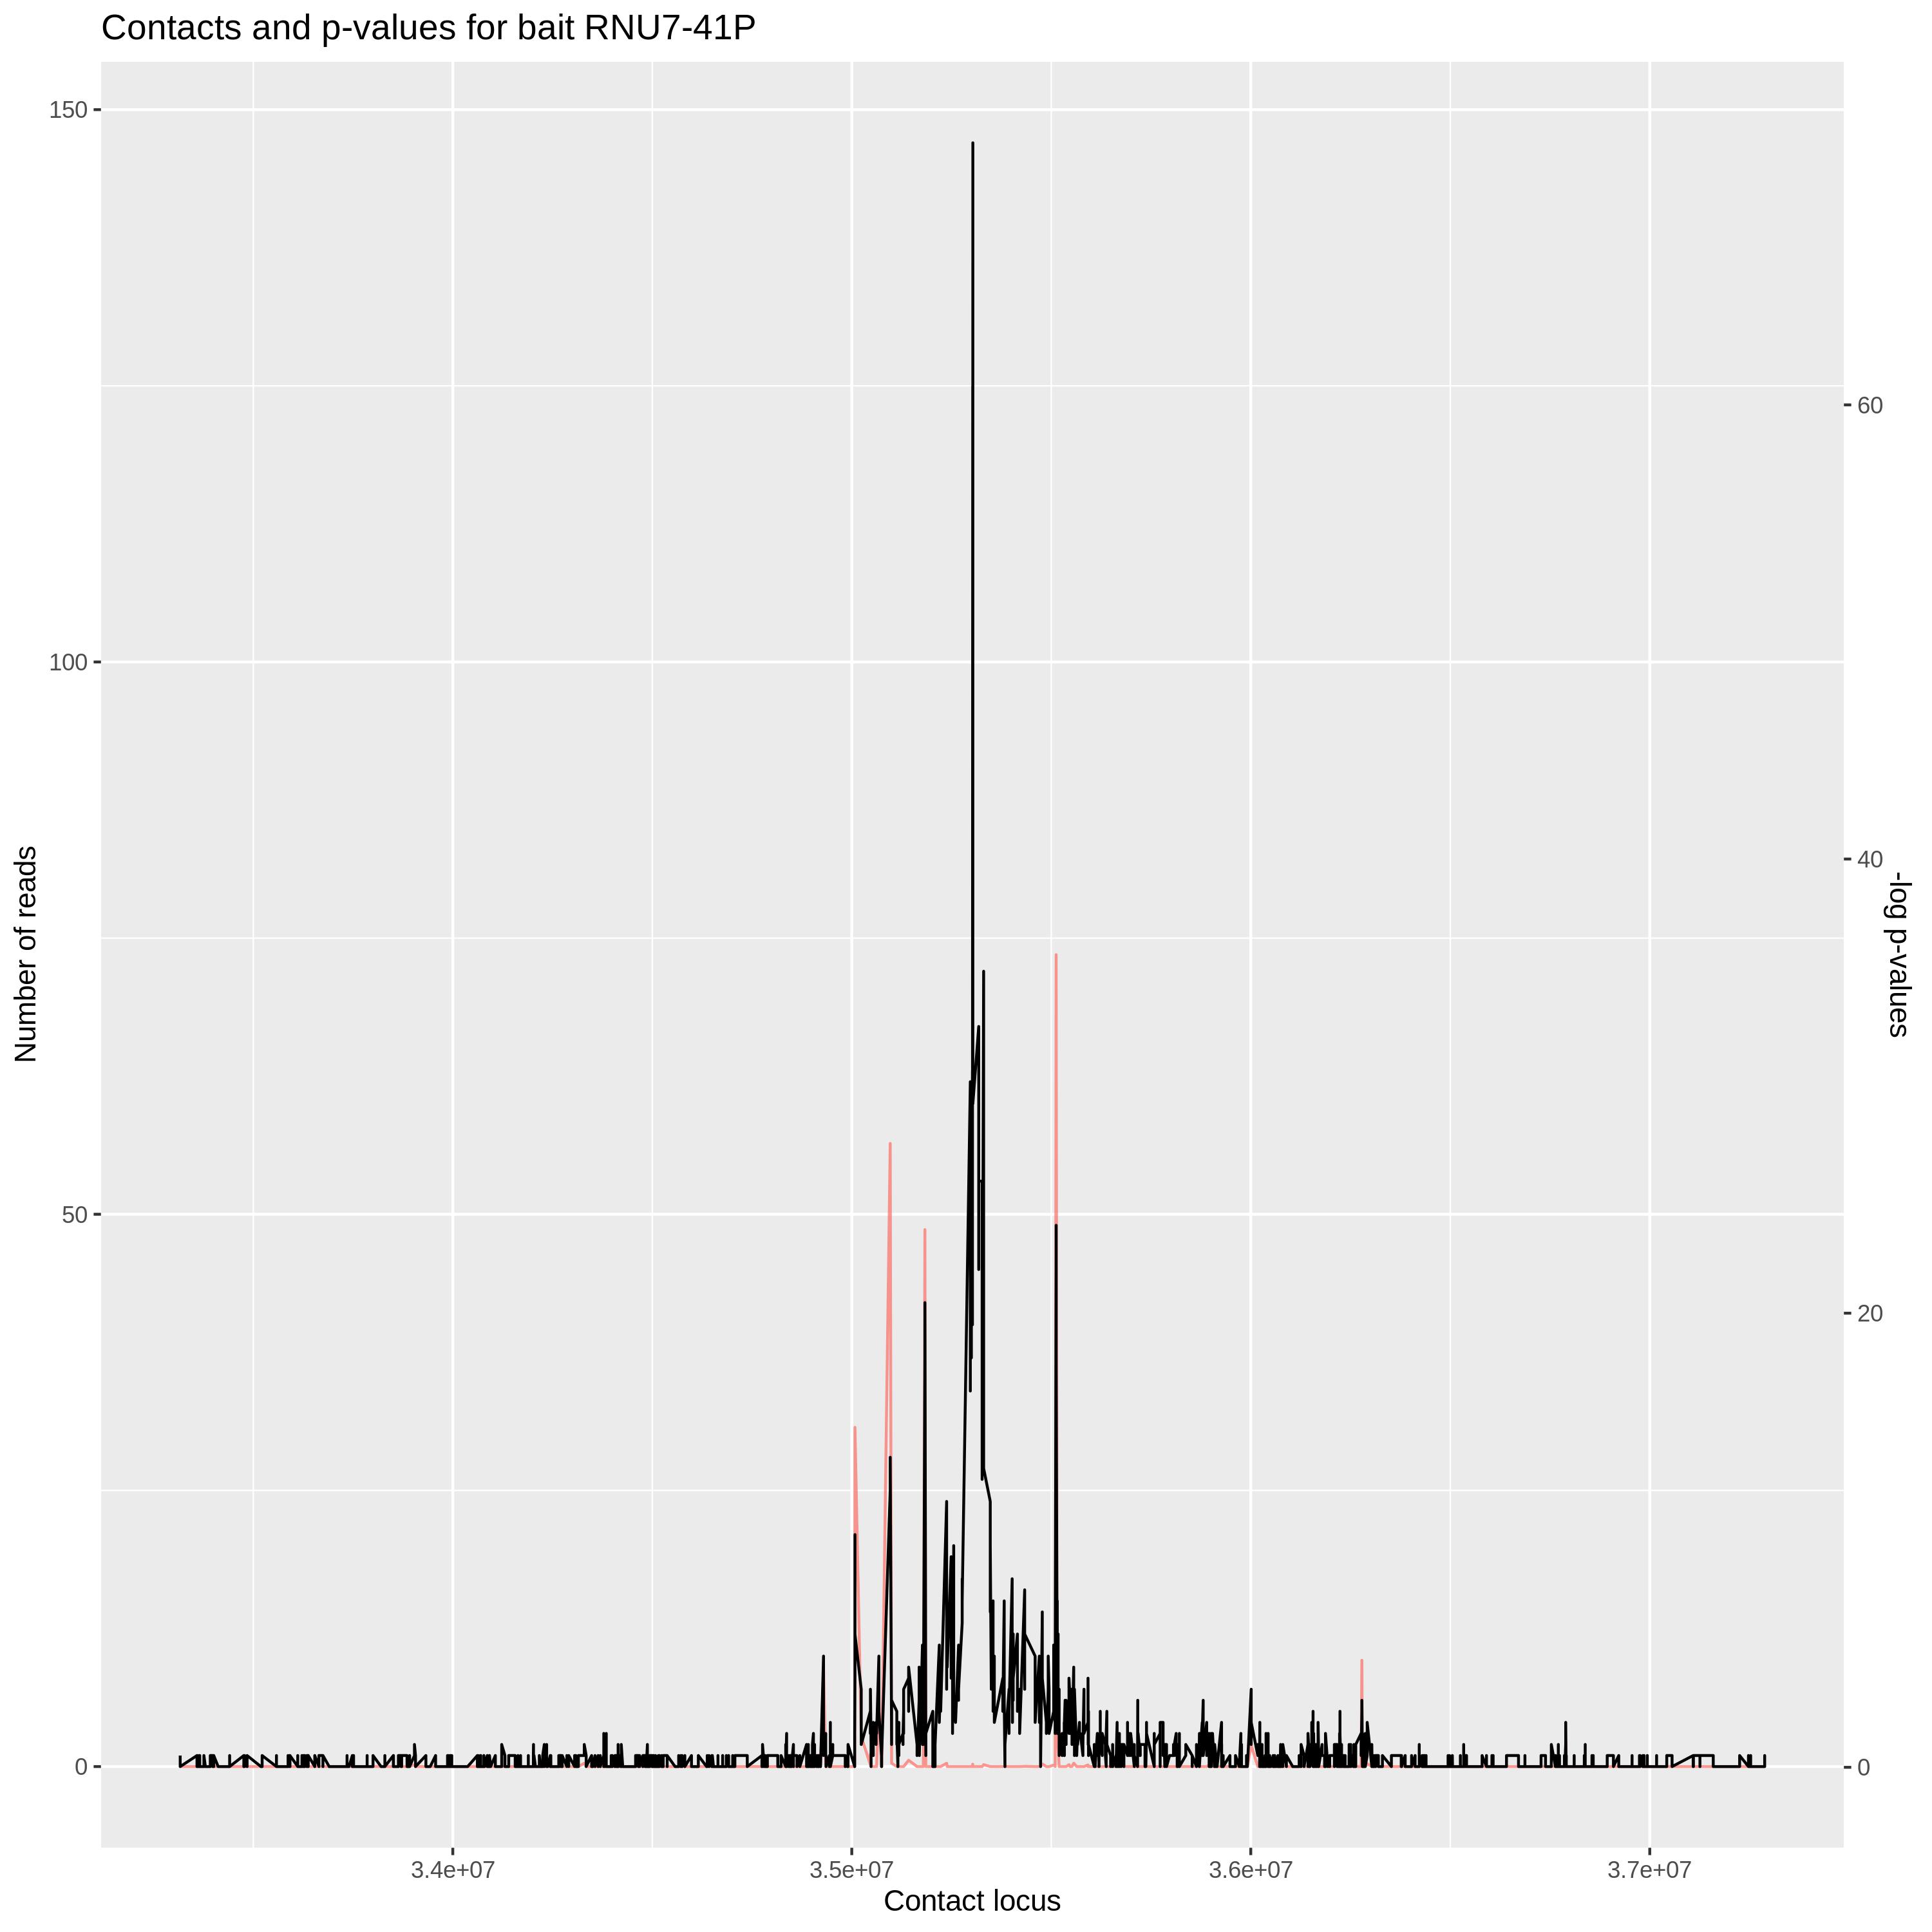 Contacts and p-values for bait RNU7-41P
150
100
50
0
Number of reads
60
40
20
0
-log p-values
3.4e+07
3.5e+07
3.6e+07
3.7e+07
Contact locus